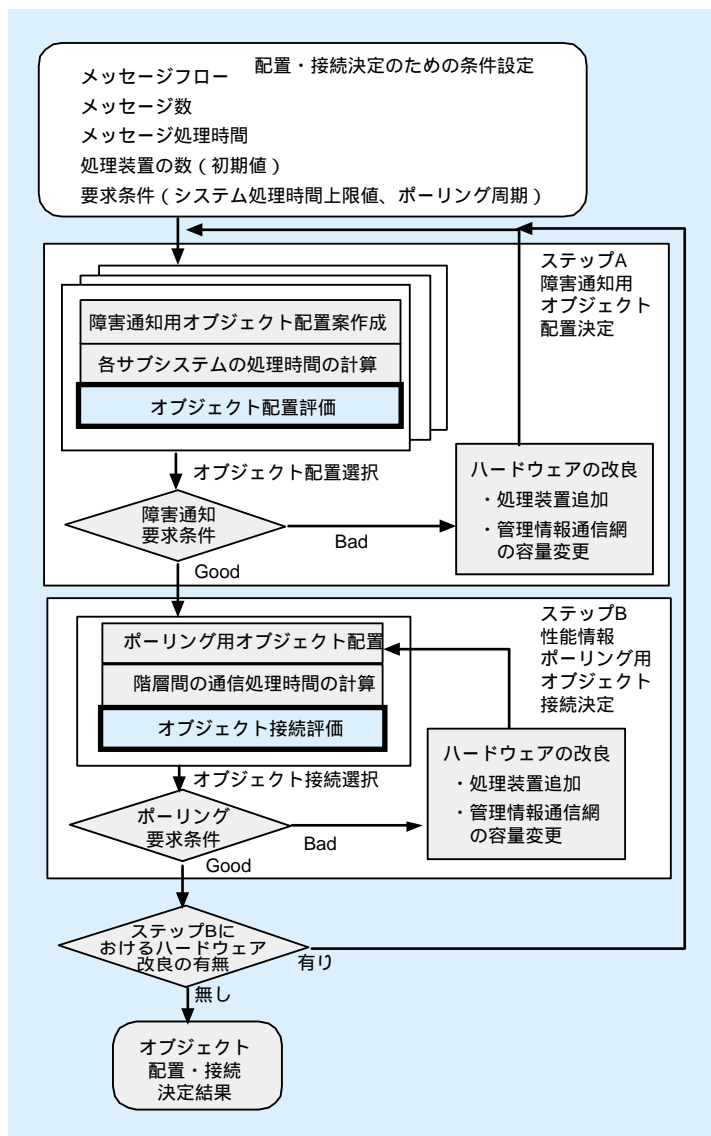 配置・接続決定のための条件設定
メッセージフロー
メッセージ数
メッセージ処理時間
処理装置の数（初期値）
要求条件（システム処理時間上限値、ポーリング周期）
ステップA
障害通知用
オブジェクト
配置決定
障害通知用オブジェクト配置案作成
各サブシステムの処理時間の計算
オブジェクト配置評価
オブジェクト配置選択
障害通知
要求条件
Bad
Good
ハードウェアの改良
・処理装置追加
・管理情報通信網
の容量変更
ステップB
性能情報
ポーリング用
オブジェクト
接続決定
ポーリング用オブジェクト配置
階層間の通信処理時間の計算
オブジェクト接続評価
オブジェクト接続選択
ポーリング
要求条件
Bad
Good
ハードウェアの改良
・処理装置追加
・管理情報通信網
の容量変更
ステップBに
おけるハードウェア
改良の有無
有り
無し
オブジェクト
配置・接続
決定結果